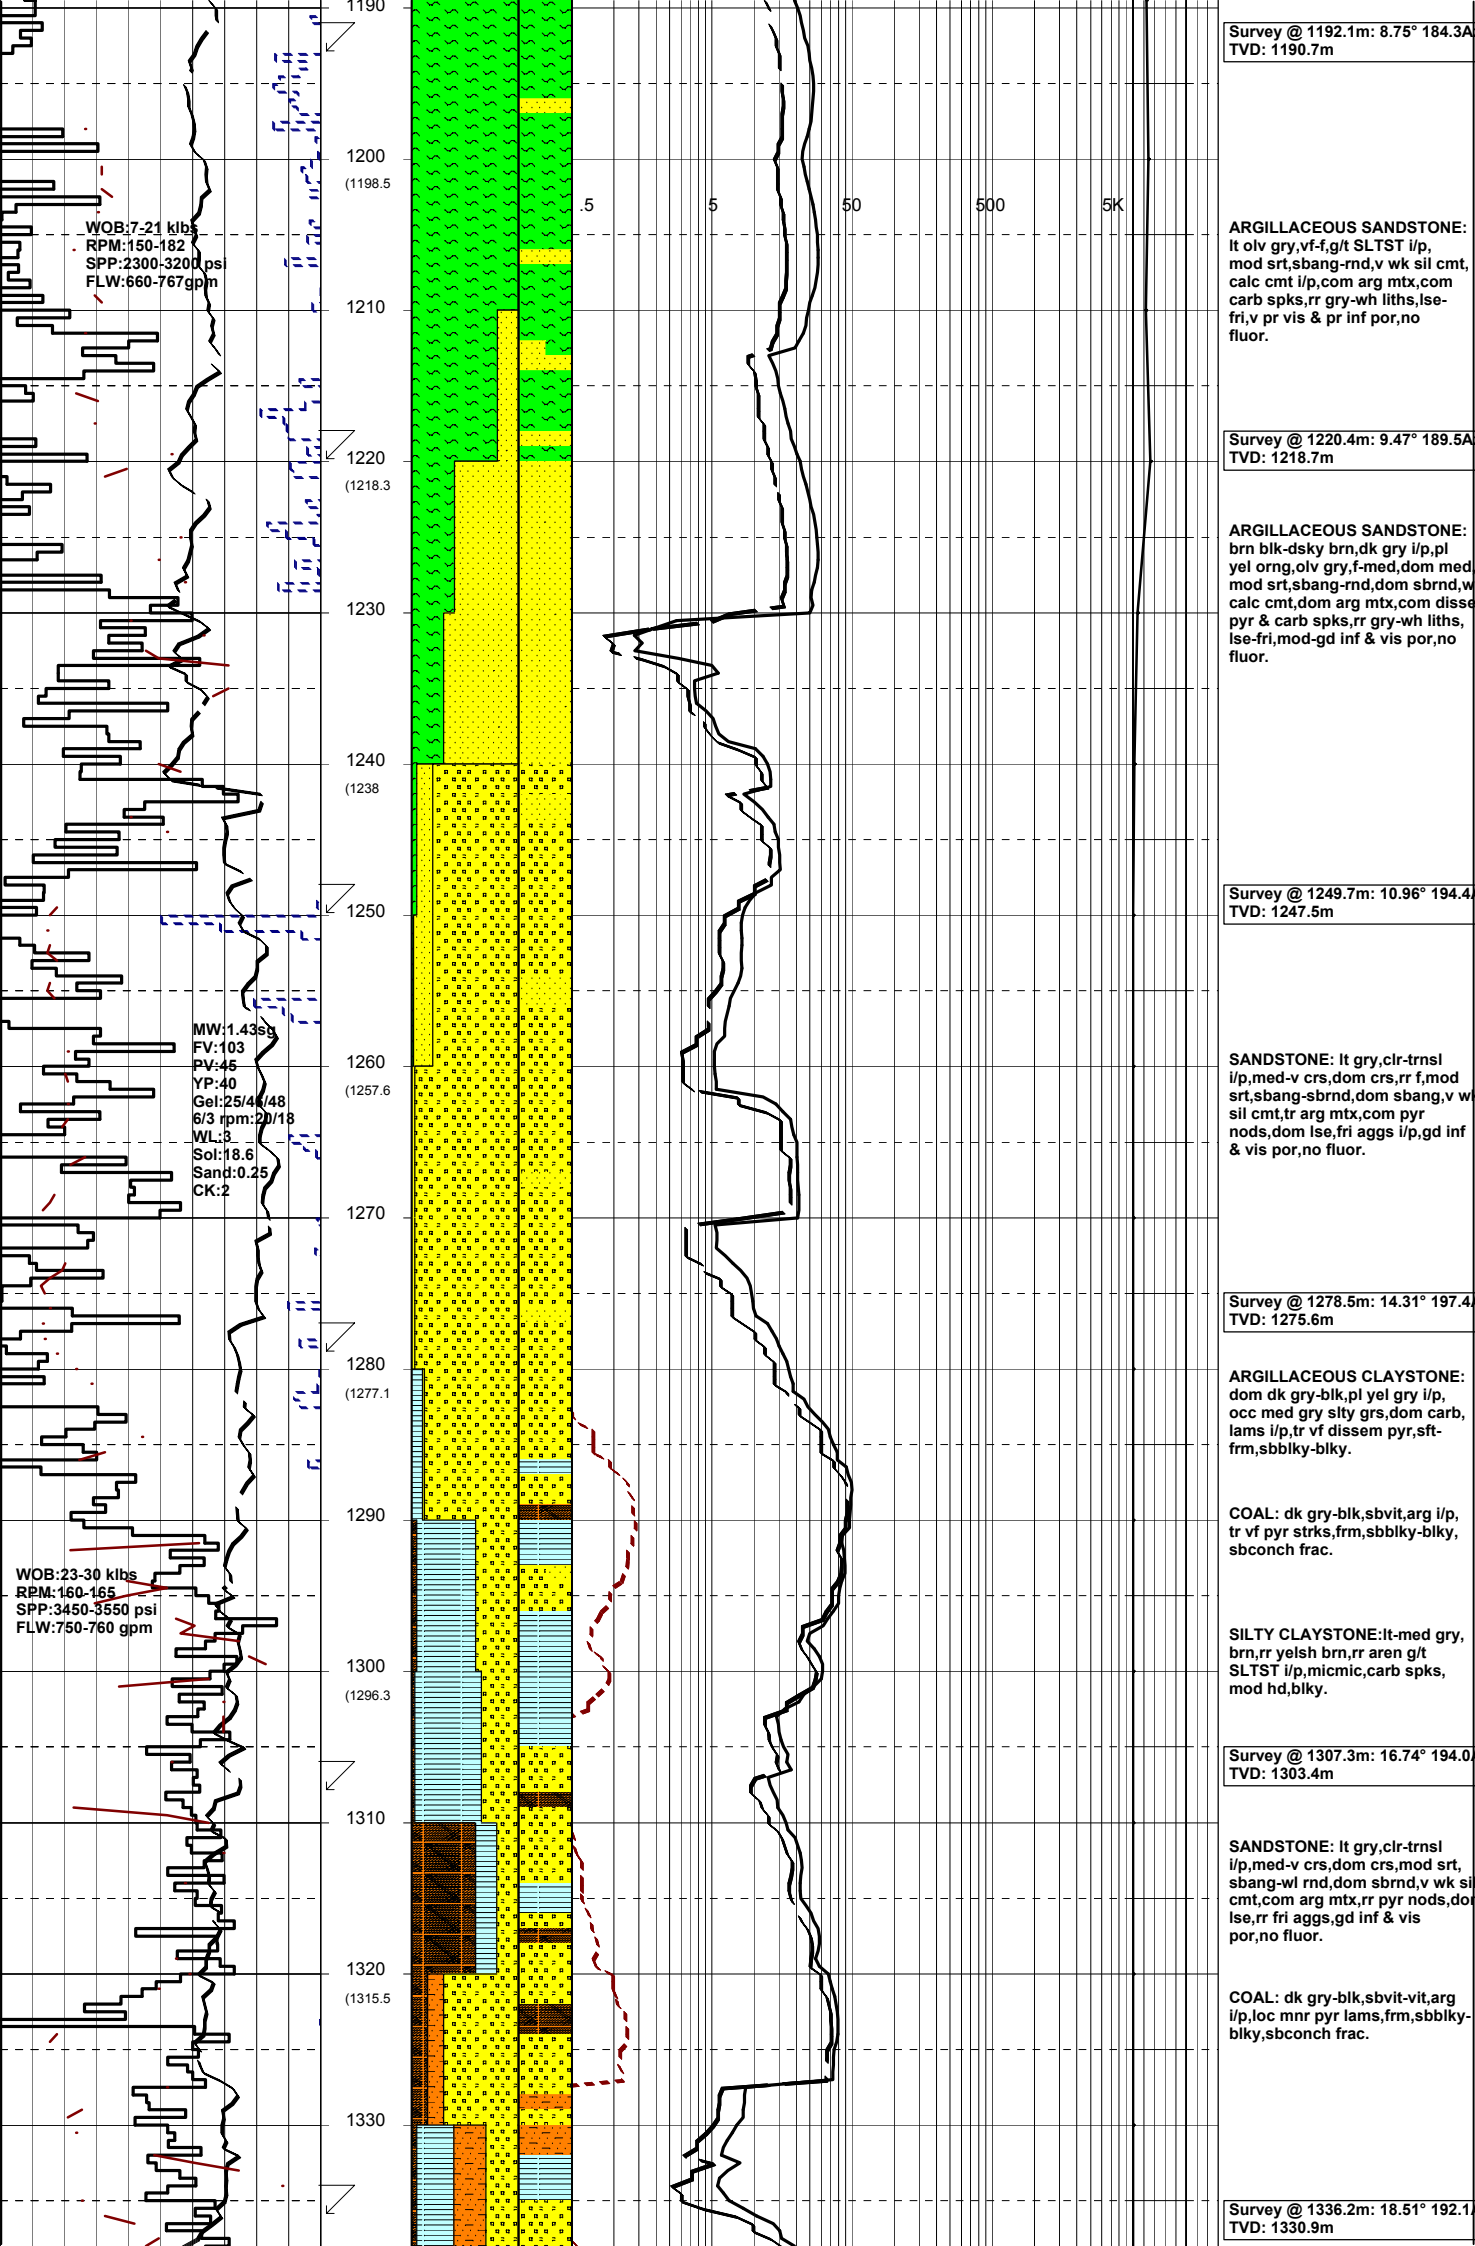 1190
Survey @ 1192.1m: 8.75° 184.3A
TVD: 1190.7m
1200
(1198.5
.5 5 50 500 5K
WOB:7-21 klbs
RPM:150-182
SPP:2300-3200 psi
FLW:660-767gpm
ARGILLACEOUS SANDSTONE:
lt olv gry,vf-f,g/t SLTST i/p,
mod srt,sbang-rnd,v wk sil cmt,
calc cmt i/p,com arg mtx,com
carb spks,rr gry-wh liths,lse-
fri,v pr vis & pr inf por,no
fluor.
1210
Survey @ 1220.4m: 9.47° 189.5A
TVD: 1218.7m
1220
(1218.3
ARGILLACEOUS SANDSTONE:
brn blk-dsky brn,dk gry i/p,pl
yel orng,olv gry,f-med,dom med,
mod srt,sbang-rnd,dom sbrnd,w
calc cmt,dom arg mtx,com disse
pyr & carb spks,rr gry-wh liths,
lse-fri,mod-gd inf & vis por,no
fluor.
1230
1240
(1238
Survey @ 1249.7m: 10.96° 194.4
TVD: 1247.5m
1250
MW:1.43sg
FV:103
PV:45
YP:40
Gel:25/46/48
6/3 rpm:20/18
WL:3
Sol:18.6
Sand:0.25
CK:2
1260
(1257.6
SANDSTONE: lt gry,clr-trnsl
i/p,med-v crs,dom crs,rr f,mod
srt,sbang-sbrnd,dom sbang,v wk
sil cmt,tr arg mtx,com pyr
nods,dom lse,fri aggs i/p,gd inf
& vis por,no fluor.
1270
Survey @ 1278.5m: 14.31° 197.4
TVD: 1275.6m
1280
(1277.1
ARGILLACEOUS CLAYSTONE:
dom dk gry-blk,pl yel gry i/p,
occ med gry slty grs,dom carb,
lams i/p,tr vf dissem pyr,sft-
frm,sbblky-blky.
1290
COAL: dk gry-blk,sbvit,arg i/p,
tr vf pyr strks,frm,sbblky-blky,
sbconch frac.
WOB:23-30 klbs
RPM:160-165
SPP:3450-3550 psi
FLW:750-760 gpm
SILTY CLAYSTONE:lt-med gry,
brn,rr yelsh brn,rr aren g/t
SLTST i/p,micmic,carb spks,
mod hd,blky.
1300
(1296.3
Survey @ 1307.3m: 16.74° 194.0
TVD: 1303.4m
1310
SANDSTONE: lt gry,clr-trnsl
i/p,med-v crs,dom crs,mod srt,
sbang-wl rnd,dom sbrnd,v wk sil
cmt,com arg mtx,rr pyr nods,dom
lse,rr fri aggs,gd inf & vis
por,no fluor.
1320
(1315.5
COAL: dk gry-blk,sbvit-vit,arg
i/p,loc mnr pyr lams,frm,sbblky-
blky,sbconch frac.
1330
Survey @ 1336.2m: 18.51° 192.1
TVD: 1330.9m